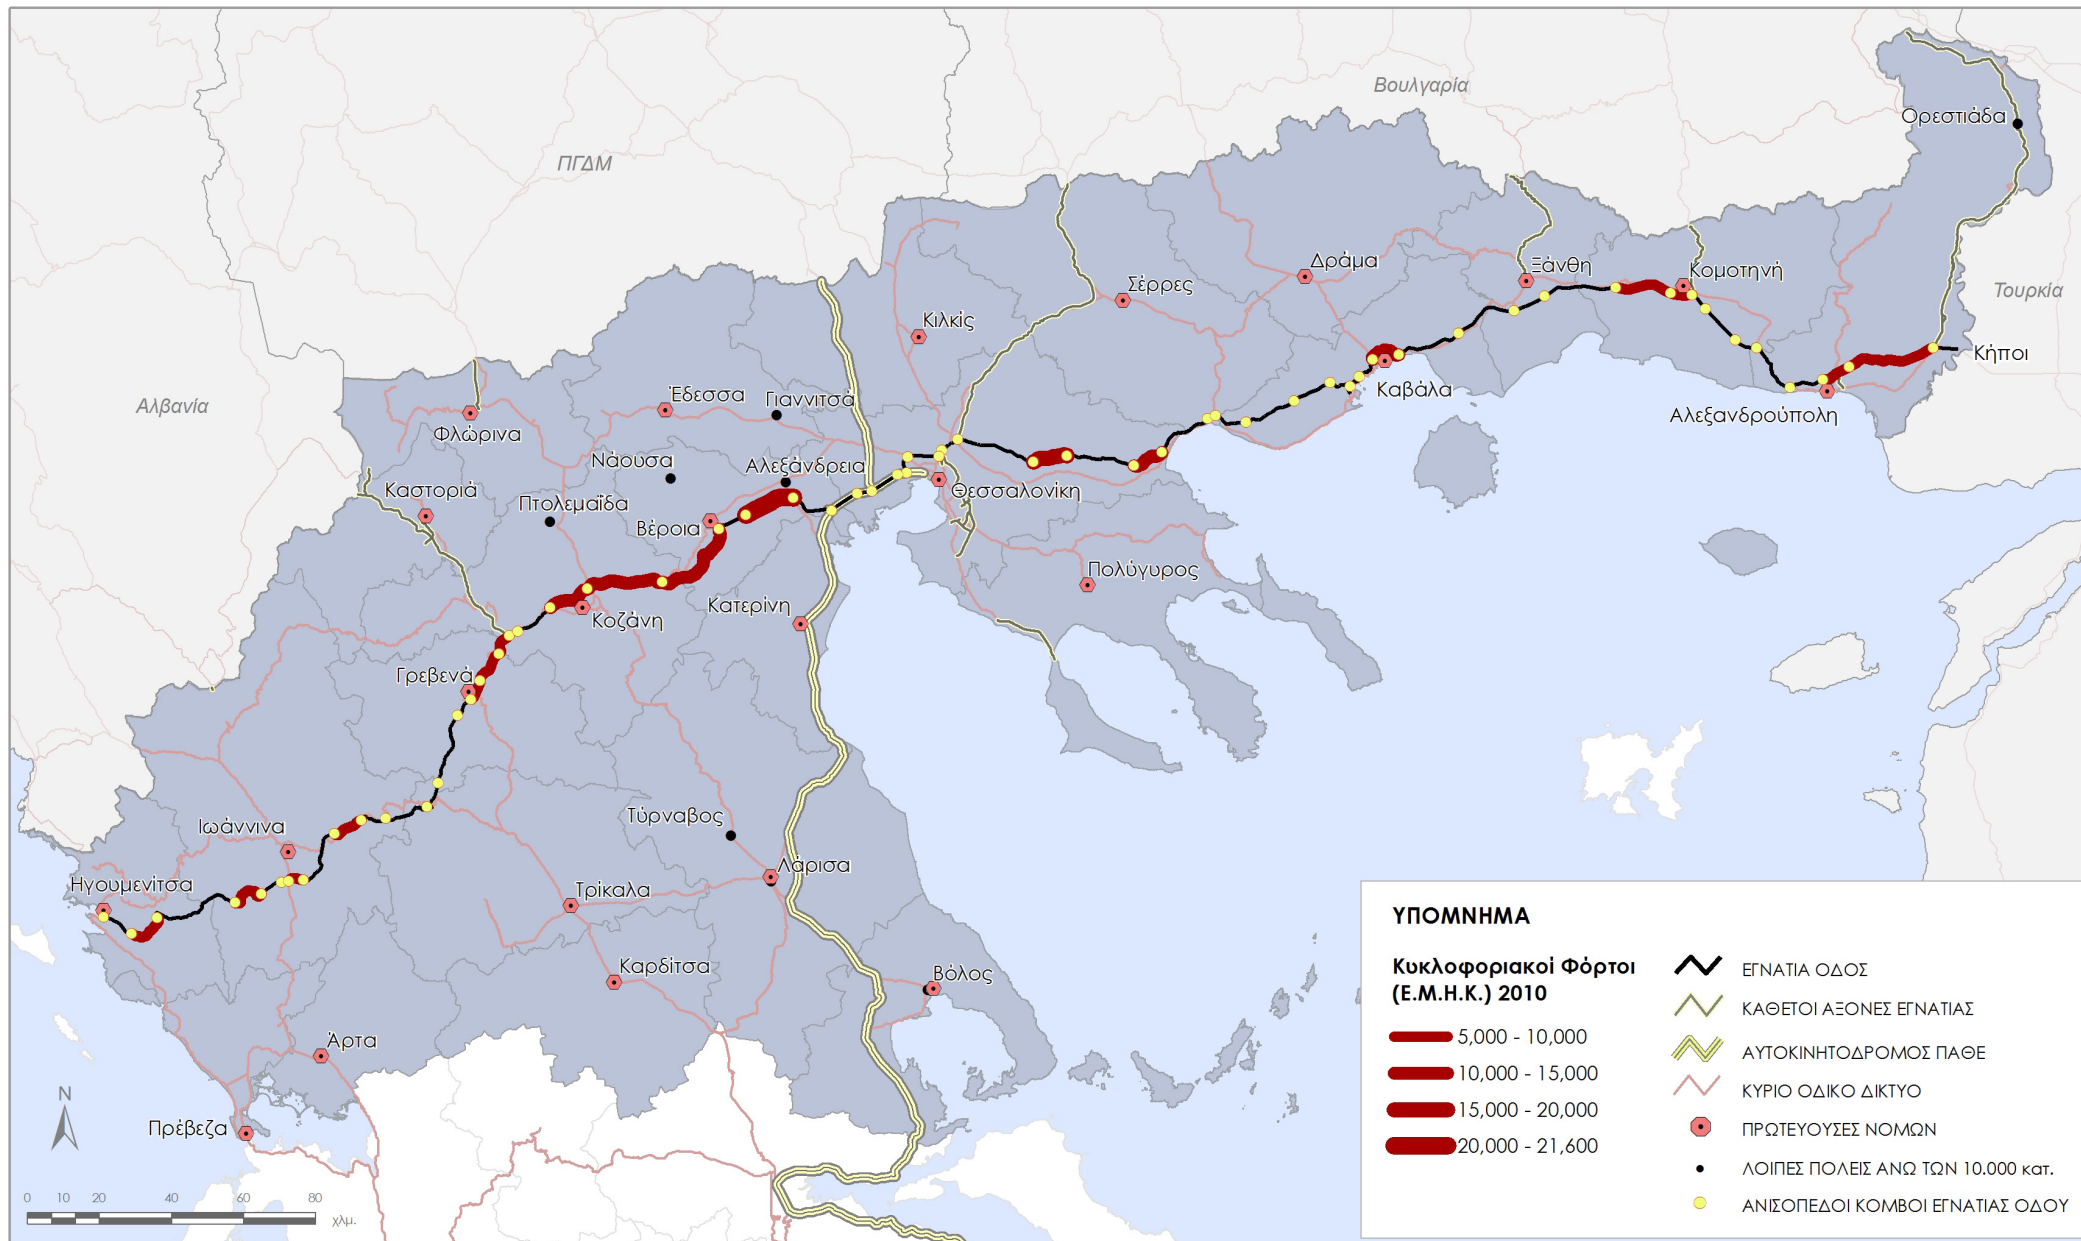 Βουλγαρία
ΠΓΔΜ
Ορεστιάδα
Τουρκία
Αλβανία
Ξάνθη
Κομοτηνή
Δράμα
Σέρρες
Κιλκίς
Κήποι
Καβάλα
Αλεξανδρούπολη
Έδεσσα
Γιαννιτσά
Φλώρινα
Νάουσα
Αλεξάνδρεια
Καστοριά
Πτολεμαΐδα
Θεσσαλονίκη
Βέροια
Πολύγυρος
Κοζάνη
Κατερίνη
Γρεβενά
Τύρναβος
Ιωάννινα
Λάρισα
Ηγουμενίτσα
Τρίκαλα
Καρδίτσα
Βόλος
Άρτα
Πρέβεζα
N
0 10 20 40 60 80
χλμ.
ΥΠΟΜΝΗΜΑ
Κυκλοφοριακοί Φόρτοι
(Ε.Μ.Η.Κ.) 2010
5,000 - 10,000
10,000 - 15,000
15,000 - 20,000
20,000 - 21,600
ΕΓΝΑΤΙΑ ΟΔΟΣ
ΚΑΘΕΤΟΙ ΑΞΟΝΕΣ ΕΓΝΑΤΙΑΣ
ΑΥΤΟΚΙΝΗΤΟΔΡΟΜΟΣ ΠΑΘΕ
ΚΥΡΙΟ ΟΔΙΚΟ ΔΙΚΤΥΟ
ΠΡΩΤΕΥΟΥΣΕΣ ΝΟΜΩΝ
ΛΟΙΠΕΣ ΠΟΛΕΙΣ ΑΝΩ ΤΩΝ 10.000 κατ.
ΑΝΙΣΟΠΕΔΟΙ ΚΟΜΒΟΙ ΕΓΝΑΤΙΑΣ ΟΔΟΥ